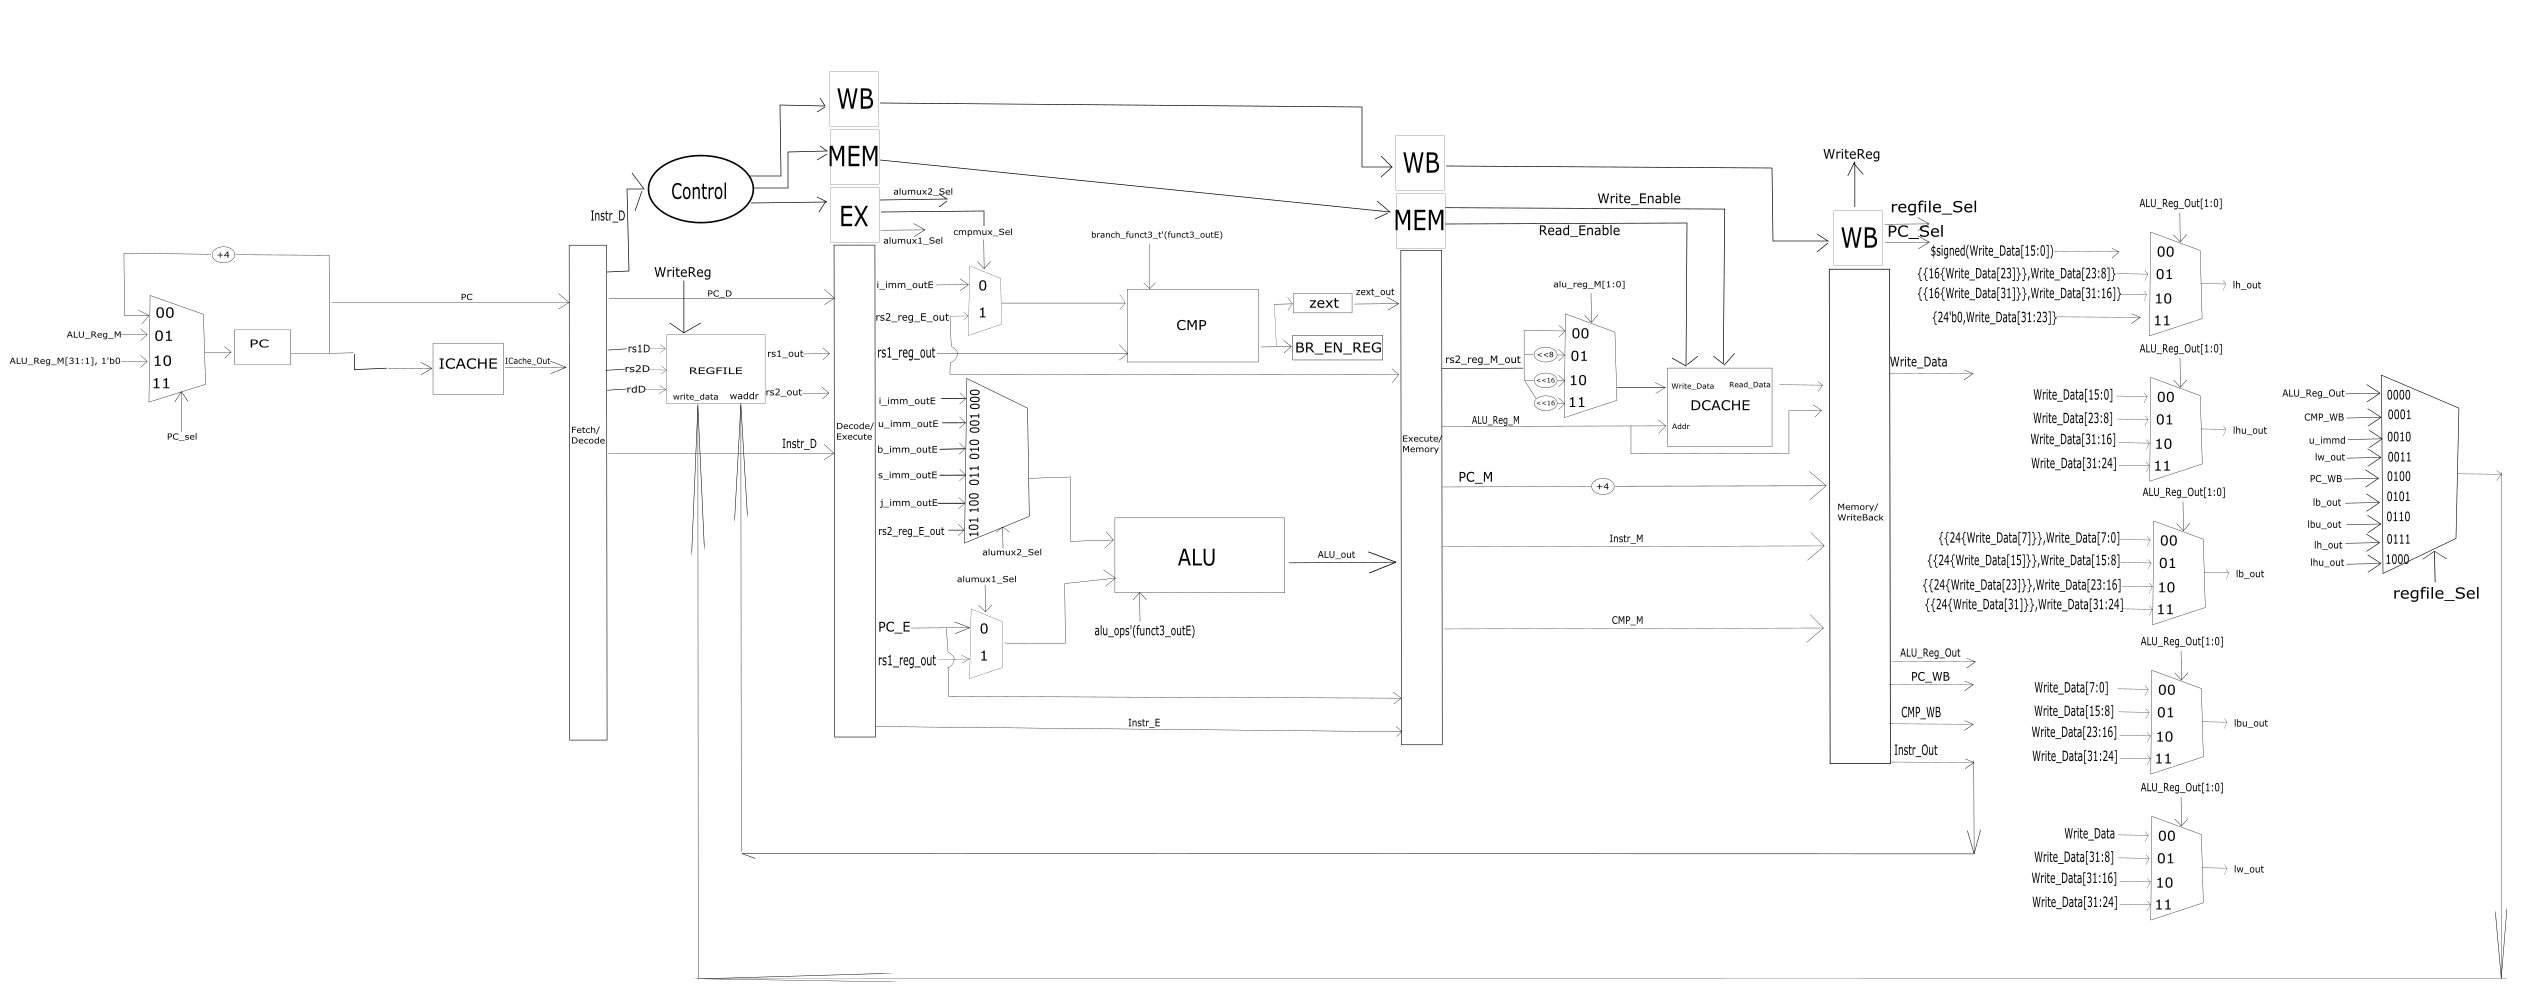 +4
00
01
10
11
ALU_Reg_M
ALU_Reg_M[31:1], 1'b0
PC_sel
PC
PC
ICACHE
ICache_Out
Fetch/
Decode
Instr_D
Control
WriteReg
PC_D
rs1D
rs2D
rdD
REGFILE
write_data
waddr
rs1_out
rs2_out
Instr_D
WB
MEM
EX
Decode/
Execute
alumux2_Sel
alumux1_Sel
cmpmux_Sel
i_imm_outE
rs2_reg_E_out
0
1
rs1_reg_out
branch_funct3_t'(funct3_outE)
CMP
zext
zext_out
BR_EN_REG
i_imm_outE
u_imm_outE
b_imm_outE
s_imm_outE
j_imm_outE
rs2_reg_E_out
000
001
010
011
100
101
alumux2_Sel
alumux1_Sel
PC_E
rs1_reg_out
0
1
ALU
alu_ops'(funct3_outE)
ALU_out
Instr_E
WB
MEM
Execute/
Memory
Write_Enable
Read_Enable
alu_reg_M[1:0]
rs2_reg_M_out
<<8
<<16
<<16
00
01
10
11
Write_Data
Read_Data
DCACHE
Addr
ALU_Reg_M
PC_M
+4
Instr_M
CMP_M
WriteReg
WB
regfile_Sel
PC_Sel
Memory/
WriteBack
Write_Data
ALU_Reg_Out
PC_WB
CMP_WB
Instr_Out
ALU_Reg_Out[1:0]
$signed(Write_Data[15:0])
{{16{Write_Data[23]}},Write_Data[23:8]}
{{16{Write_Data[31]}},Write_Data[31:16]}
{24'b0,Write_Data[31:23]}
00
01
10
11
lh_out
ALU_Reg_Out[1:0]
Write_Data[15:0]
Write_Data[23:8]
Write_Data[31:16]
Write_Data[31:24]
00
01
10
11
lhu_out
ALU_Reg_Out[1:0]
{{24{Write_Data[7]}},Write_Data[7:0]
{{24{Write_Data[15]}},Write_Data[15:8]
{{24{Write_Data[23]}},Write_Data[23:16]
{{24{Write_Data[31]}},Write_Data[31:24]
00
01
10
11
lb_out
ALU_Reg_Out[1:0]
Write_Data[7:0]
Write_Data[15:8]
Write_Data[23:16]
Write_Data[31:24]
00
01
10
11
lbu_out
ALU_Reg_Out[1:0]
Write_Data
Write_Data[31:8]
Write_Data[31:16]
Write_Data[31:24]
00
01
10
11
lw_out
ALU_Reg_Out
CMP_WB
u_immd
lw_out
PC_WB
lb_out
lbu_out
lh_out
lhu_out
0000
0001
0010
0011
0100
0101
0110
0111
1000
regfile_Sel